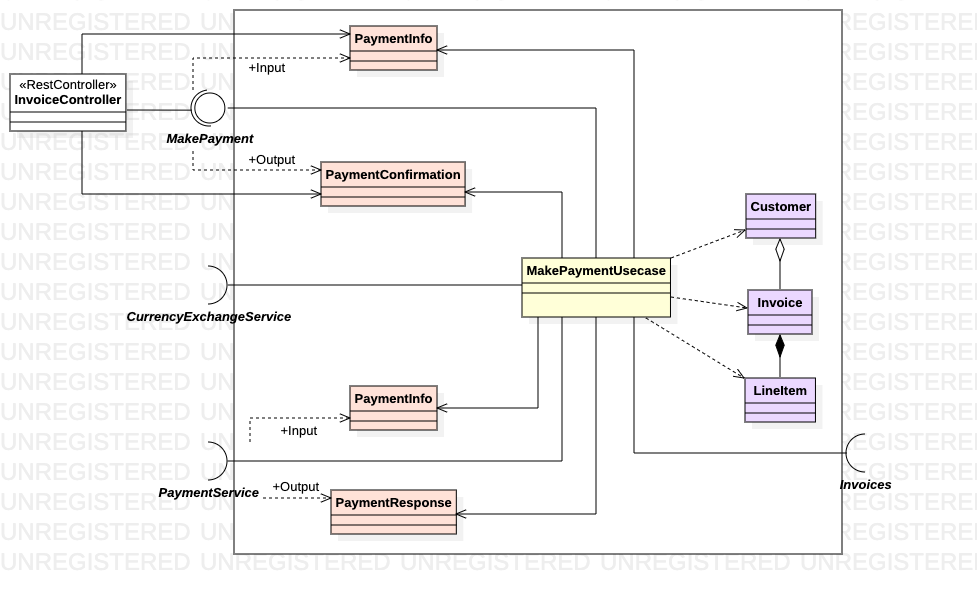 PaymentInfo
+Input
«RestController»
InvoiceController
MakePayment
+Output
PaymentConfirmation
Customer
MakePaymentUsecase
Invoice
CurrencyExchangeService
LineItem
PaymentInfo
+Input
PaymentService
+Output
PaymentResponse
Invoices
UNREGISTERED UNREGISTERED UNREGISTERED UNREGISTERED UNREGISTERED